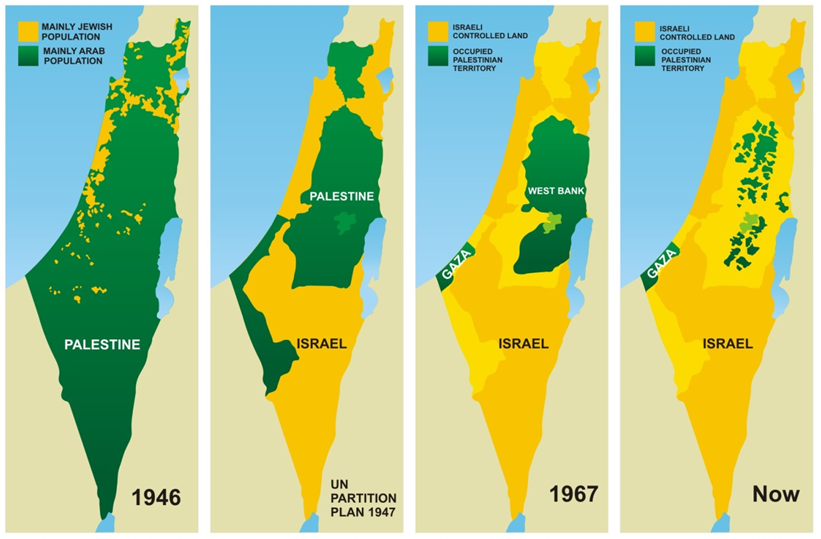 MAINLY JEWISH
POPULATION
MAINLY ARAB
POPULATION
PALESTINE
1946
PALESTINE
ISRAEL
UN
PARTITION
PLAN 1947
ISRAELI
CONTROLLED LAND
OCCUPIED
PALESTINIAN
TERRITORY
WEST BANK
GAZA
ISRAEL
1967
ISRAELI
CONTROLLED LAND
OCCUPIED
PALESTINIAN
TERRITORY
GAZA
ISRAEL
Now